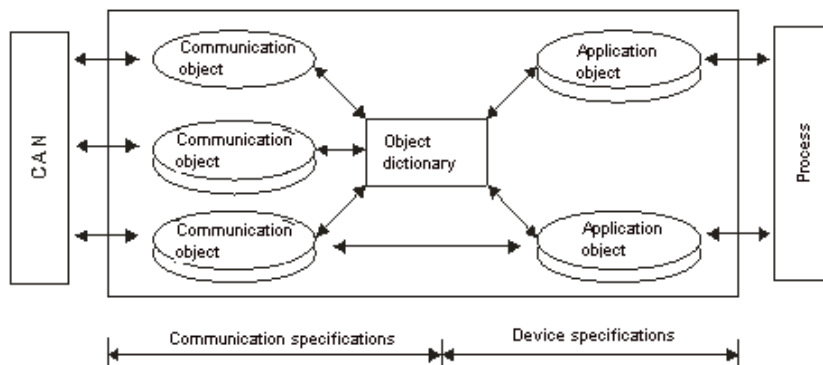 CAN
Communication
object
Communication
object
Communication
object
Object
dictionary
Application
object
Application
object
Process
Communication specifications
Device specifications